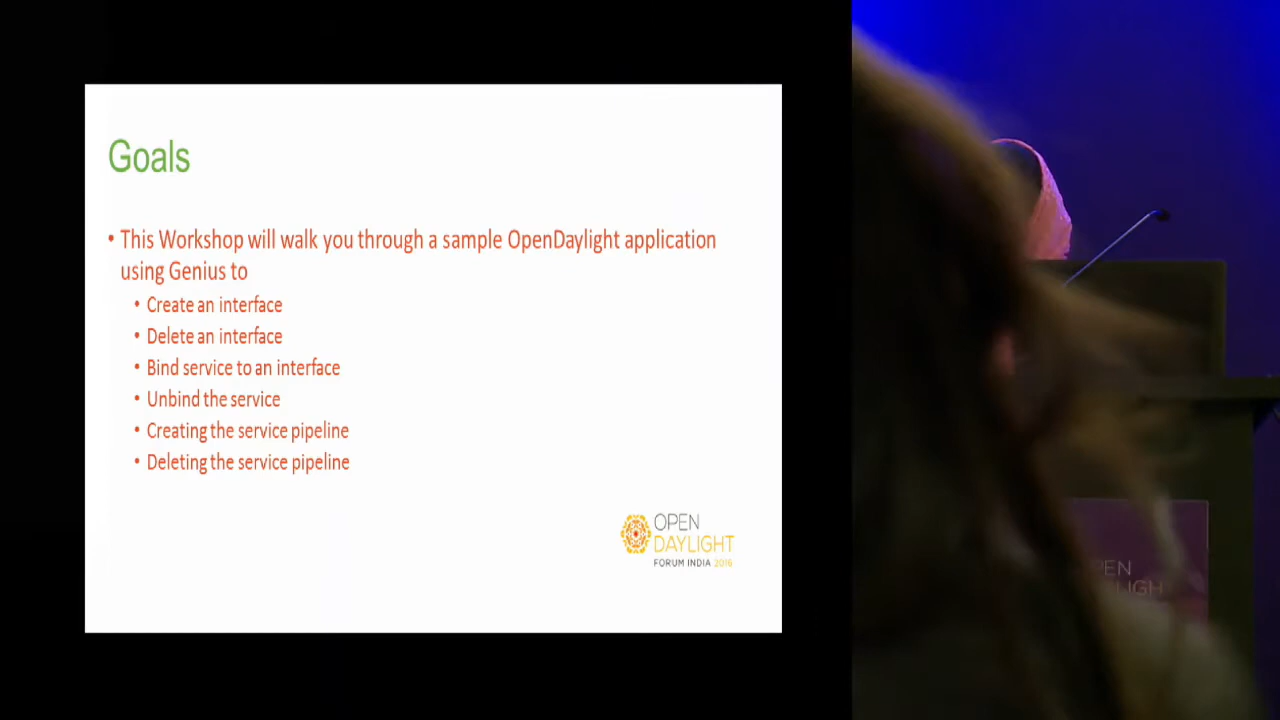 Goals
• This Workshop will walk you through a sample OpenDaylight application
using Genius to
• Create an interface
• Delete an interface
• Bind service to an interface
• Unbind the service
• Creating the service pipeline
• Deleting the service pipeline
OPEN
DAYLIGHT
FORUM INDIA 2016
PEN
LIGH